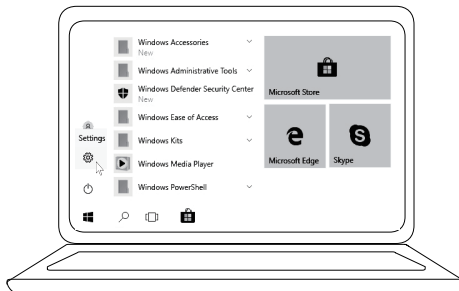 Windows Accessories
New
Windows Administrative Tools
Windows Defender Security Center
New
Windows Ease of Access
Windows Kits
Windows Media Player
Windows PowerShell
Settings
Microsoft Store
Microsoft Edge
Skype